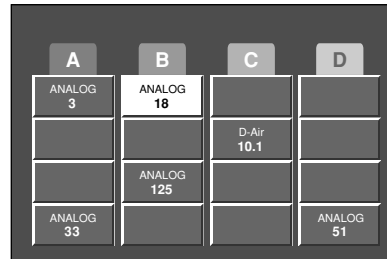 A B C D
ANALOG
3
ANALOG
18
D-Air
10.1
ANALOG
125
ANALOG
33
ANALOG
51